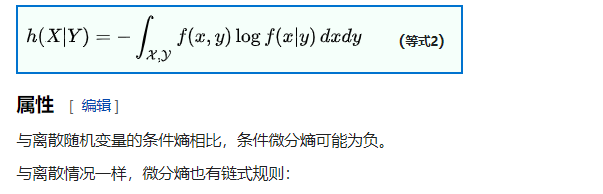 h(X|Y) = −∫_{𝒳,𝒴} f(x, y) log f(x|y) dxdy （等式2）
属性 ［ 编辑 ］
与离散随机变量的条件熵相比，条件微分熵可能为负。
与离散情况一样，微分熵也有链式规则：